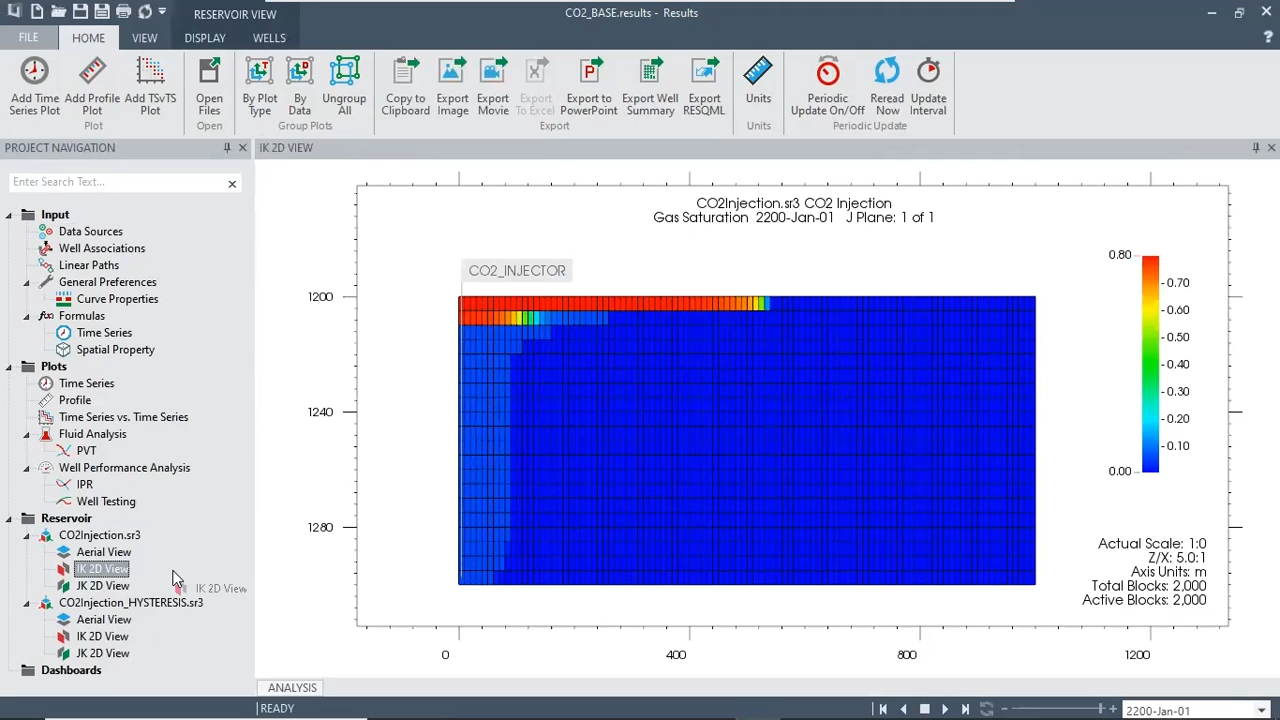 RESERVOIR VIEW
CO2_BASE.results - Results
FILE
HOME
VIEW
DISPLAY
WELLS
?
Add Time
Series Plot
Add Profile
Plot
Add TSvTS
Plot
Plot
Open
Files
Open
By Plot
Type
By
Data
Ungroup
All
Group Plots
Copy to
Clipboard
Export
Image
Export
Movie
Export
To Excel
Export to
PowerPoint
Export Well
Summary
Export
RESQML
Export
Units
Units
Periodic
Update On/Off
Reread
Now
Update
Interval
Periodic Update
PROJECT NAVIGATION
Enter Search Text...
Input
Data Sources
Well Associations
Linear Paths
General Preferences
Curve Properties
Formulas
Time Series
Spatial Property
Plots
Time Series
Profile
Time Series vs. Time Series
Fluid Analysis
PVT
Well Performance Analysis
IPR
Well Testing
Reservoir
CO2Injection.sr3
Aerial View
IK 2D View
IK 2D View
JK 2D View
CO2Injection_HYSTERESIS.sr3
Aerial View
IK 2D View
JK 2D View
Dashboards
IK 2D VIEW
CO2Injection.sr3 CO2 Injection
Gas Saturation 2200-Jan-01 J Plane: 1 of 1
CO2_INJECTOR
1200
1240
1280
0
400
800
1200
0.80
0.70
0.60
0.50
0.40
0.30
0.20
0.10
0.00
Actual Scale: 1:0
Z/X: 5.0:1
Axis Units: m
Total Blocks: 2,000
Active Blocks: 2,000
ANALYSIS
READY
2200-Jan-01